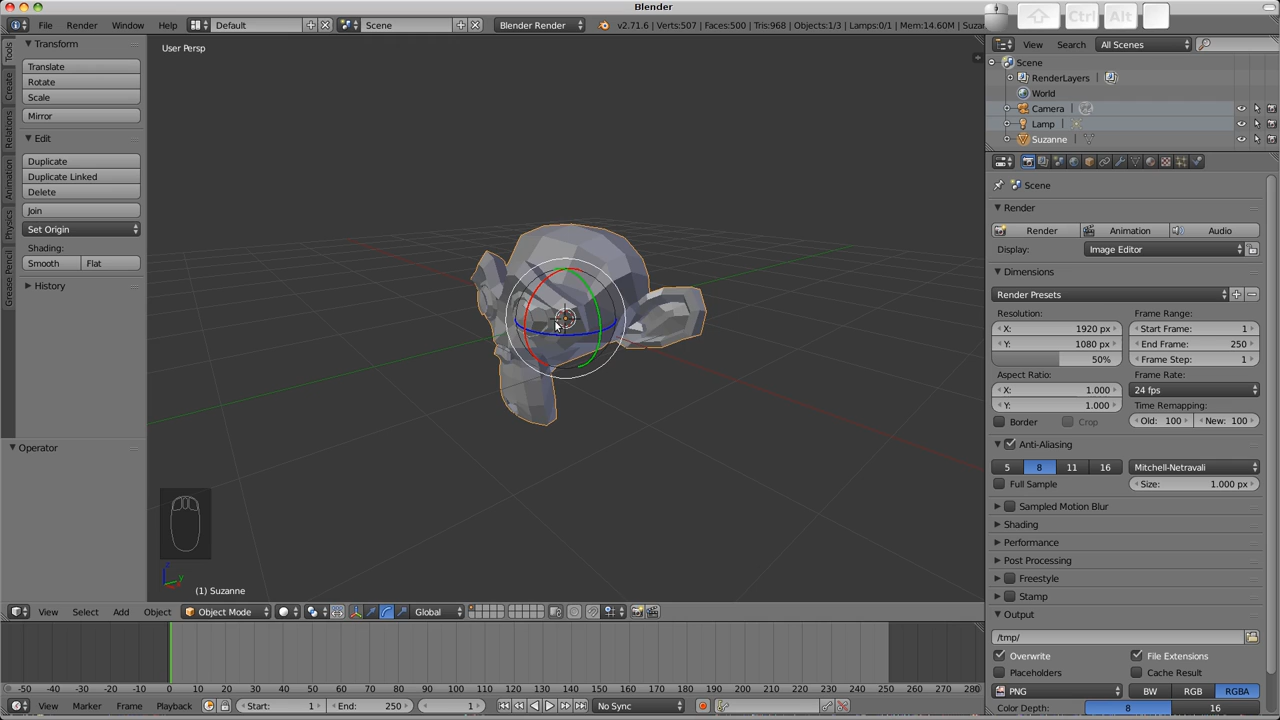 Blender
File Render Window Help Default Scene Blender Render v2.71.6 | Verts:507 | Faces:500 | Tris:968 | Objects:1/3 | Lamps:0/1 | Mem:14.60M | Suza
Ctrl Alt
View Search All Scenes
Scene
RenderLayers
World
Camera
Lamp
Suzanne
Tools
Create
Relations
Animation
Physics
Grease Pencil
Transform
Translate
Rotate
Scale
Mirror
Edit
Duplicate
Duplicate Linked
Delete
Join
Set Origin
Shading:
Smooth Flat
History
Operator
User Persp
z
y
(1) Suzanne
View Select Add Object Object Mode Global
Scene
Render
Render Animation Audio
Display: Image Editor
Dimensions
Render Presets
Resolution: Frame Range:
X: 1920 px Start Frame: 1
Y: 1080 px End Frame: 250
50% Frame Step: 1
Aspect Ratio: Frame Rate:
X: 1.000 24 fps
Y: 1.000 Time Remapping:
Border Crop Old: 100 New: 100
Anti-Aliasing
5 8 11 16 Mitchell-Netravali
Full Sample Size: 1.000 px
Sampled Motion Blur
Shading
Performance
Post Processing
Freestyle
Stamp
Output
/tmp/
Overwrite File Extensions
Placeholders Cache Result
PNG BW RGB RGBA
Color Depth: 8 16
-50 -40 -30 -20 -10 0 10 20 30 40 50 60 70 80 90 100 110 120 130 140 150 160 170 180 190 200 210 220 230 240 250 260 270 280
View Marker Frame Playback Start: 1 End: 250 1 No Sync